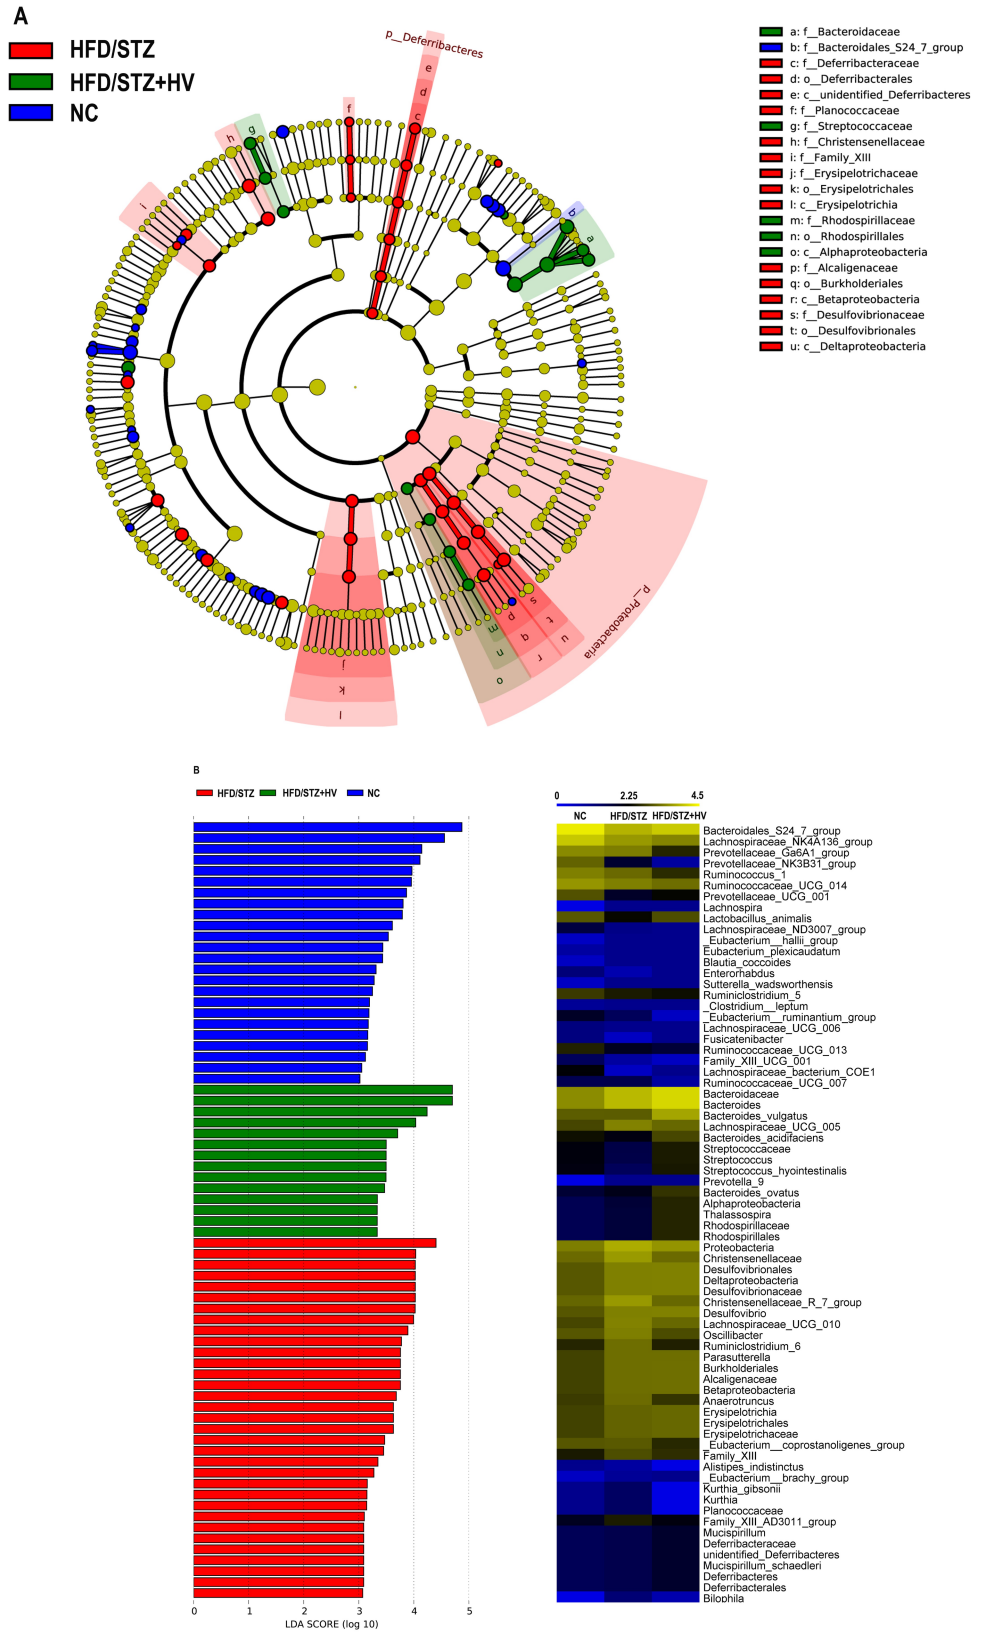 A
HFD/STZ
HFD/STZ+HV
NC
p__Deferribacteres
e
d
c
f
g
h
i
b
a
p__Proteobacteria
s
t
u
p
q
r
m
n
o
j
k
l
a: f__Bacteroidaceae
b: f__Bacteroidales_S24_7_group
c: f__Deferribacteraceae
d: o__Deferribacterales
e: c__unidentified_Deferribacteres
f: f__Planococcaceae
g: f__Streptococcaceae
h: f__Christensenellaceae
i: f__Family_XIII
j: f__Erysipelotrichaceae
k: o__Erysipelotrichales
l: c__Erysipelotrichia
m: f__Rhodospirillaceae
n: o__Rhodospirillales
o: c__Alphaproteobacteria
p: f__Alcaligenaceae
q: o__Burkholderiales
r: c__Betaproteobacteria
s: f__Desulfovibrionaceae
t: o__Desulfovibrionales
u: c__Deltaproteobacteria
B
HFD/STZ HFD/STZ+HV NC
0 1 2 3 4 5
LDA SCORE (log 10)
0 2.25 4.5
NC HFD/STZ HFD/STZ+HV
Bacteroidales_S24_7_group
Lachnospiraceae_NK4A136_group
Prevotellaceae_Ga6A1_group
Prevotellaceae_NK3B31_group
Ruminococcus_1
Ruminococcaceae_UCG_014
Prevotellaceae_UCG_001
Lachnospira
Lactobacillus_animalis
Lachnospiraceae_ND3007_group
_Eubacterium__hallii_group
Eubacterium_plexicaudatum
Blautia_coccoides
Enterorhabdus
Sutterella_wadsworthensis
Ruminiclostridium_5
_Clostridium__leptum
_Eubacterium__ruminantium_group
Lachnospiraceae_UCG_006
Fusicatenibacter
Ruminococcaceae_UCG_013
Family_XIII_UCG_001
Lachnospiraceae_bacterium_COE1
Ruminococcaceae_UCG_007
Bacteroidaceae
Bacteroides
Bacteroides_vulgatus
Lachnospiraceae_UCG_005
Bacteroides_acidifaciens
Streptococcaceae
Streptococcus
Streptococcus_hyointestinalis
Prevotella_9
Bacteroides_ovatus
Alphaproteobacteria
Thalassospira
Rhodospirillaceae
Rhodospirillales
Proteobacteria
Christensenellaceae
Desulfovibrionales
Deltaproteobacteria
Desulfovibrionaceae
Christensenellaceae_R_7_group
Desulfovibrio
Lachnospiraceae_UCG_010
Oscillibacter
Ruminiclostridium_6
Parasutterella
Burkholderiales
Alcaligenaceae
Betaproteobacteria
Anaerotruncus
Erysipelotrichia
Erysipelotrichales
Erysipelotrichaceae
_Eubacterium__coprostanoligenes_group
Family_XIII
Alistipes_indistinctus
_Eubacterium__brachy_group
Kurthia_gibsonii
Kurthia
Planococcaceae
Family_XIII_AD3011_group
Mucispirillum
Deferribacteraceae
unidentified_Deferribacteres
Mucispirillum_schaedleri
Deferribacteres
Deferribacterales
Bilophila